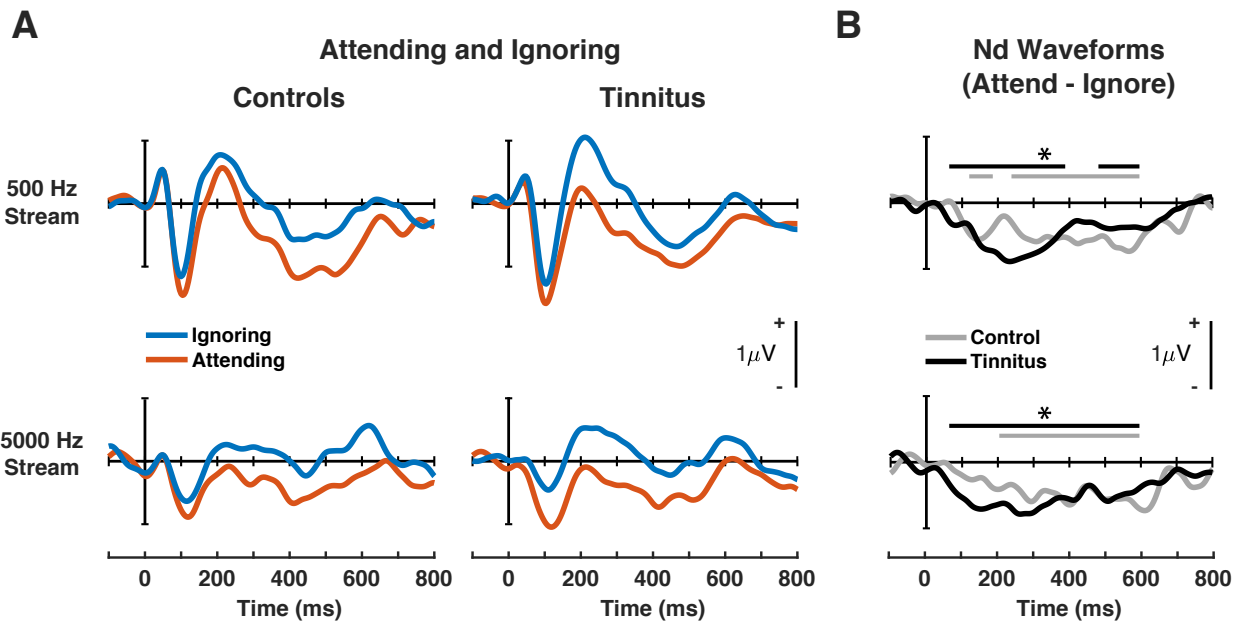 A
B
Attending and Ignoring
Nd Waveforms
(Attend - Ignore)
Controls
Tinnitus
500 Hz
Stream
*
Ignoring
Attending
+
1μV
-
Control
Tinnitus
+
1μV
-
5000 Hz
Stream
*
0 200 400 600 800
0 200 400 600 800
0 200 400 600 800
Time (ms)
Time (ms)
Time (ms)